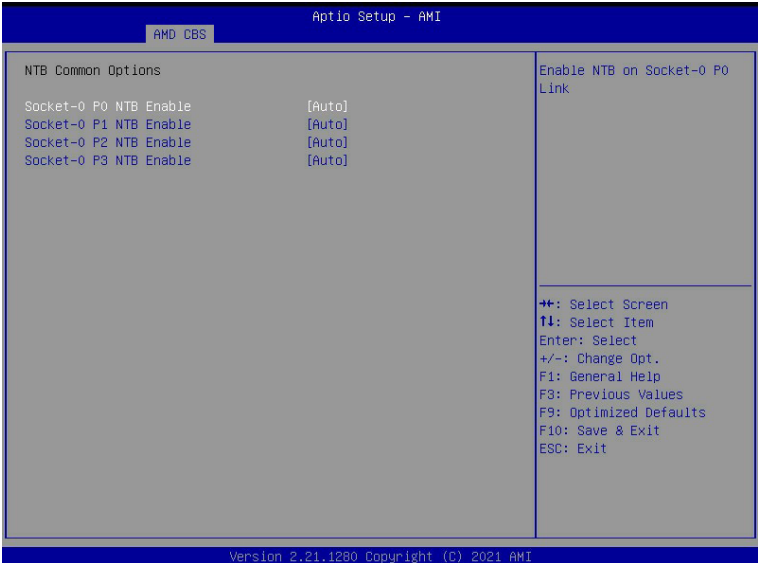 Aptio Setup – AMI
AMD CBS
NTB Common Options
Socket-0 P0 NTB Enable [Auto]
Socket-0 P1 NTB Enable [Auto]
Socket-0 P2 NTB Enable [Auto]
Socket-0 P3 NTB Enable [Auto]
Enable NTB on Socket-0 P0
Link
→←: Select Screen
↑↓: Select Item
Enter: Select
+/-: Change Opt.
F1: General Help
F3: Previous Values
F9: Optimized Defaults
F10: Save & Exit
ESC: Exit
Version 2.21.1280 Copyright (C) 2021 AMI